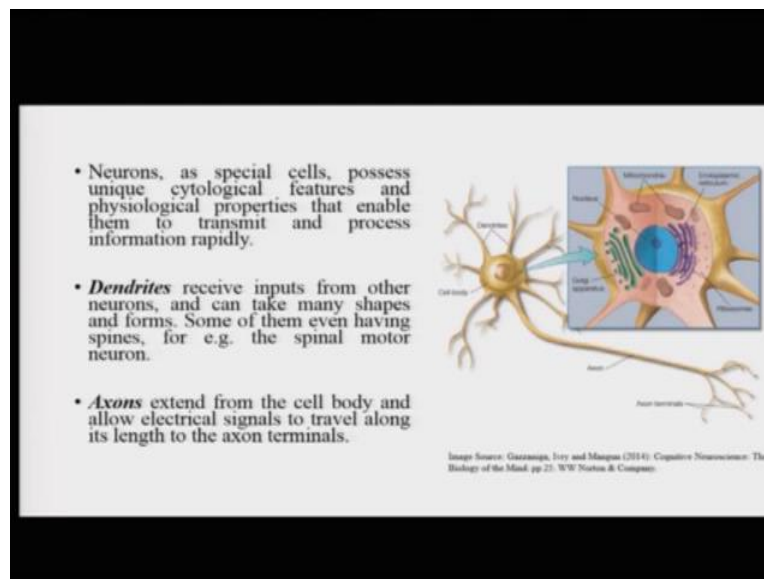 • Neurons, as special cells, possess
unique cytological features and
physiological properties that enable
them to transmit and process
information rapidly.
• Dendrites receive inputs from other
neurons, and can take many shapes
and forms. Some of them even having
spines, for e.g. the spinal motor
neuron.
• Axons extend from the cell body and
allow electrical signals to travel along
its length to the axon terminals.
Mitochondria
Endoplasmic
reticulum
Nucleus
Dendrites
Golgi
apparatus
Cell body
Ribosomes
Axon
Axon terminals
Image Source: Gazzaniga, Ivry and Mangun (2014): Cognitive Neuroscience: The
Biology of the Mind. pp 25. WW Norton & Company.